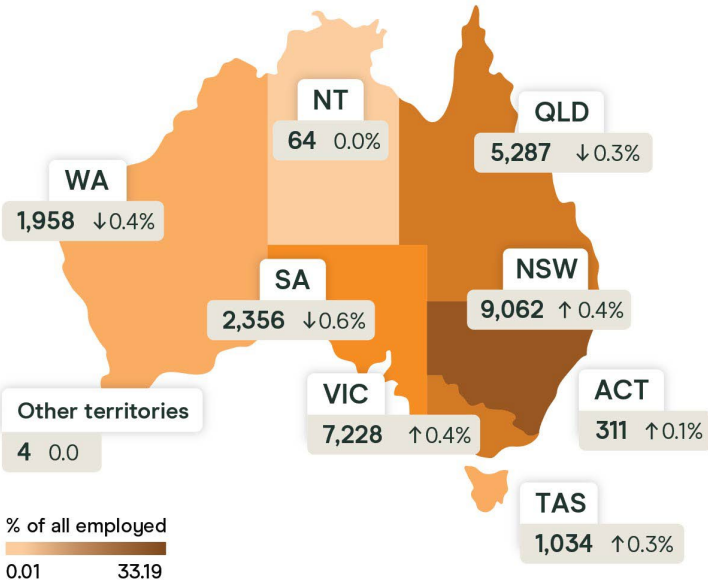 NT
64 0.0%
QLD
5,287 ↓0.3%
WA
1,958 ↓0.4%
NSW
9,062 ↑ 0.4%
SA
2,356 ↓0.6%
VIC
7,228 ↑0.4%
ACT
311 ↑0.1%
Other territories
4 0.0
TAS
1,034 ↑0.3%
% of all employed
0.01 33.19